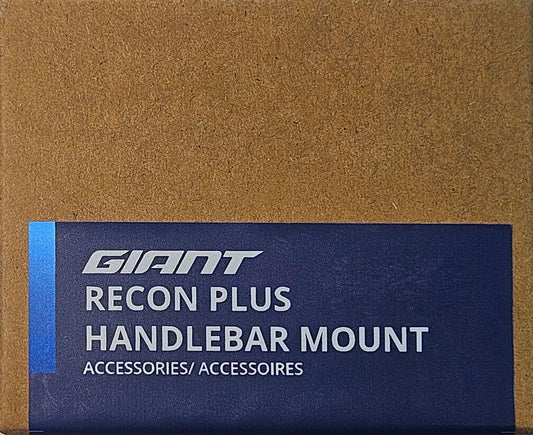 GIANT
RECON PLUS
HANDLEBAR MOUNT
ACCESSORIES/ ACCESSOIRES